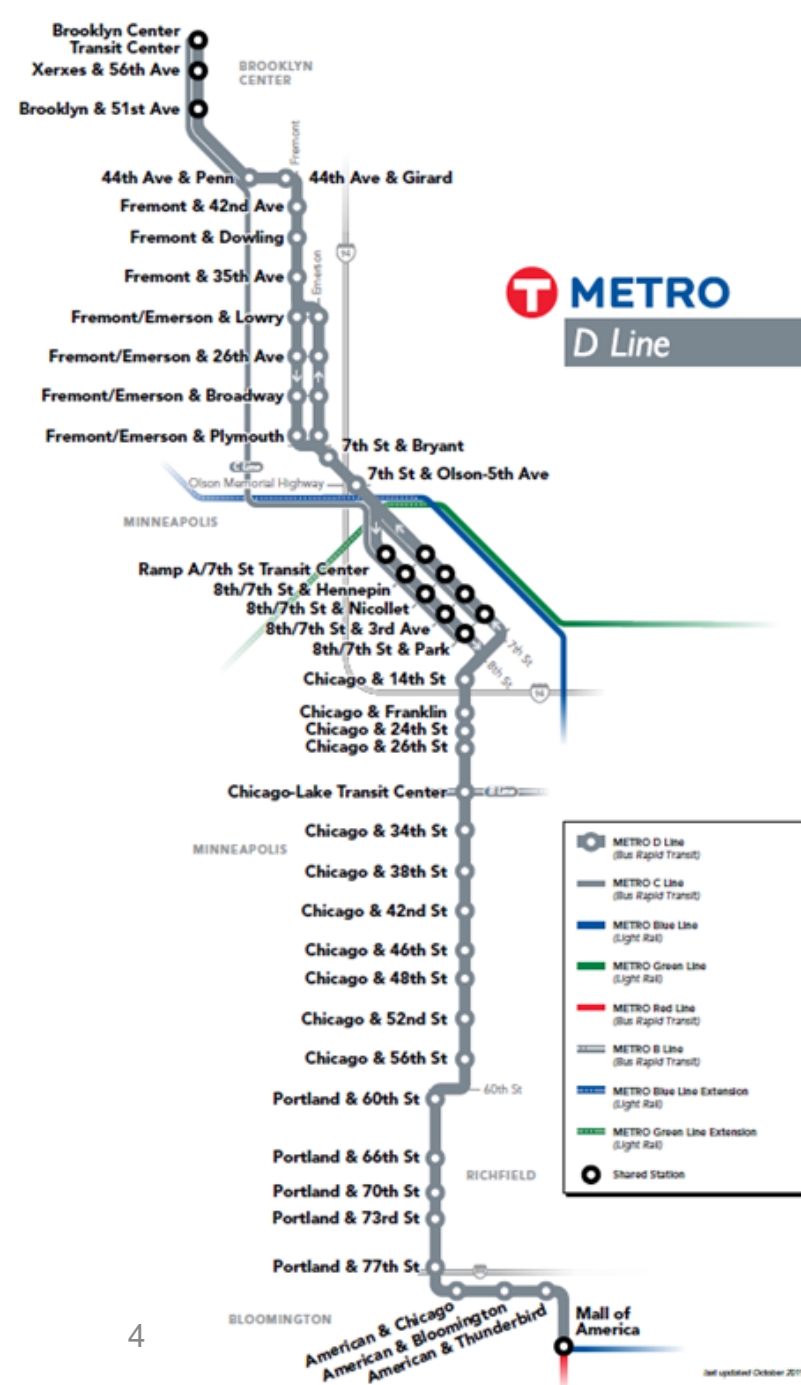 Brooklyn Center
Transit Center
Xerxes & 56th Ave
BROOKLYN
CENTER
Brooklyn & 51st Ave
Fremont
44th Ave & Penn
44th Ave & Girard
Fremont & 42nd Ave
Fremont & Dowling
94
Emerson
Fremont & 35th Ave
METRO
D Line
Fremont/Emerson & Lowry
Fremont/Emerson & 26th Ave
Fremont/Emerson & Broadway
Fremont/Emerson & Plymouth
7th St & Bryant
C Line
7th St & Olson-5th Ave
Olson Memorial Highway
MINNEAPOLIS
Ramp A/7th St Transit Center
8th/7th St & Hennepin
8th/7th St & Nicollet
8th/7th St & 3rd Ave
8th/7th St & Park
7th St
8th St
Chicago & 14th St
94
Chicago & Franklin
Chicago & 24th St
Chicago & 26th St
Chicago-Lake Transit Center
B Line
Chicago & 34th St
MINNEAPOLIS
Chicago & 38th St
Chicago & 42nd St
Chicago & 46th St
Chicago & 48th St
Chicago & 52nd St
Chicago & 56th St
60th St
Portland & 60th St
Portland & 66th St
RICHFIELD
Portland & 70th St
Portland & 73rd St
Portland & 77th St
BLOOMINGTON
American & Chicago
American & Bloomington
American & Thunderbird
Mall of
America
METRO D Line
(Bus Rapid Transit)
METRO C Line
(Bus Rapid Transit)
METRO Blue Line
(Light Rail)
METRO Green Line
(Light Rail)
METRO Red Line
(Bus Rapid Transit)
METRO B Line
(Bus Rapid Transit)
METRO Blue Line Extension
(Light Rail)
METRO Green Line Extension
(Light Rail)
Shared Station
4
last updated October